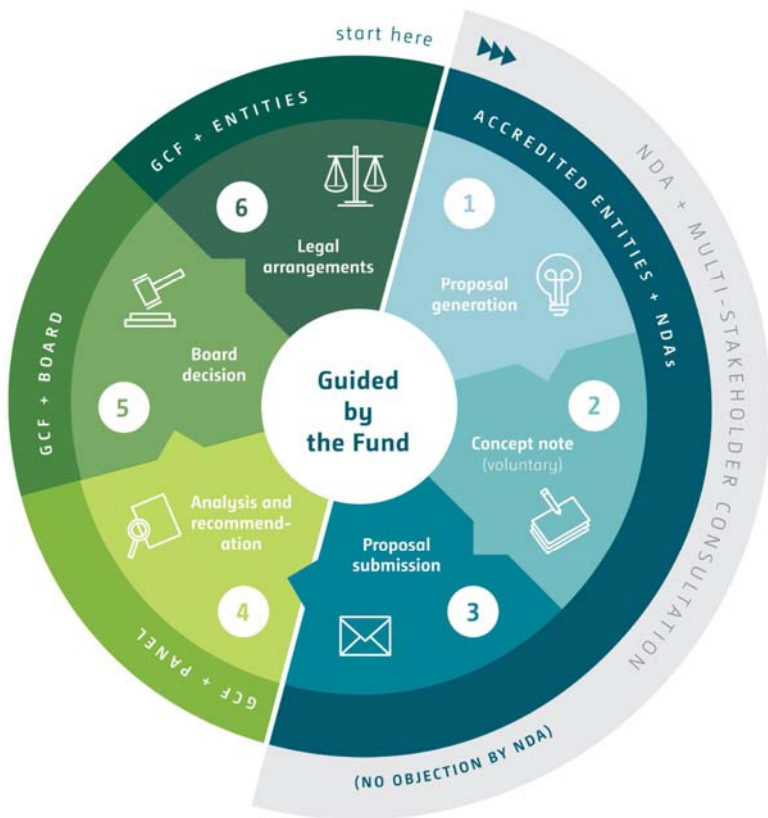 start here
NDA + MULTI-STAKEHOLDER CONSULTATION
(NO OBJECTION BY NDA)
ACCREDITED ENTITIES + NDAs
1
Proposal
generation
2
Concept note
(voluntary)
Proposal
submission
3
GCF + PANEL
Analysis and
recommend-
ation
4
GCF + BOARD
Board
decision
5
GCF + ENTITIES
6
Legal
arrangements
Guided
by
the Fund